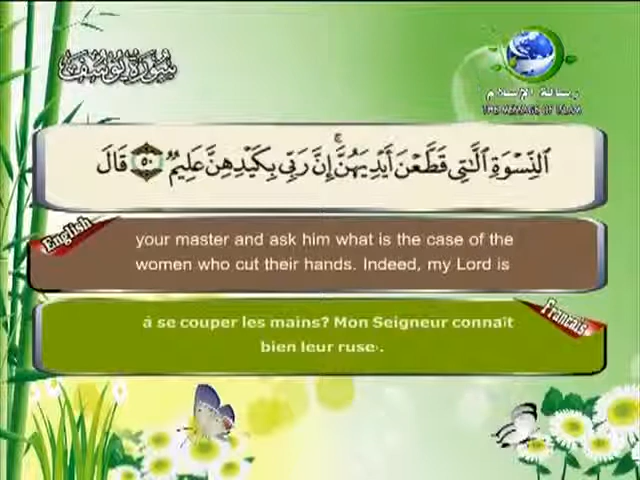 سورة يوسف
رسالة الإسلام
THE MESSAGE OF ISLAM
ٱلنِّسْوَةِ ٱلَّٰتِى قَطَّعْنَ أَيْدِيَهُنَّ ۚ إِنَّ رَبِّى بِكَيْدِهِنَّ عَلِيمٌ ٥٠ قَالَ
English
your master and ask him what is the case of the
women who cut their hands. Indeed, my Lord is
Francais
à se couper les mains? Mon Seigneur connaît
bien leur ruse».